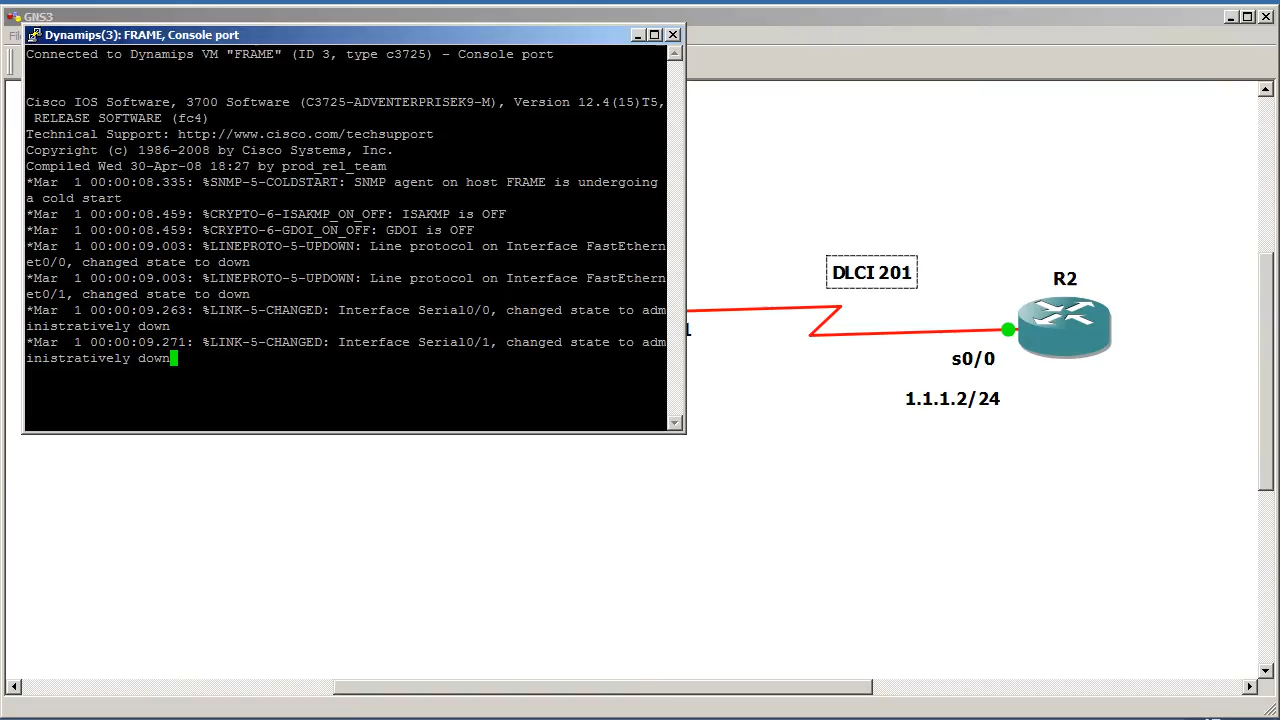 GNS3
Dynamips(3): FRAME, Console port
Connected to Dynamips VM "FRAME" (ID 3, type c3725) - Console port
Cisco IOS Software, 3700 Software (C3725-ADVENTERPRISEK9-M), Version 12.4(15)T5,
RELEASE SOFTWARE (fc4)
Technical Support: http://www.cisco.com/techsupport
Copyright (c) 1986-2008 by Cisco Systems, Inc.
Compiled Wed 30-Apr-08 18:27 by prod_rel_team
*Mar  1 00:00:08.335: %SNMP-5-COLDSTART: SNMP agent on host FRAME is undergoing
a cold start
*Mar  1 00:00:08.459: %CRYPTO-6-ISAKMP_ON_OFF: ISAKMP is OFF
*Mar  1 00:00:08.459: %CRYPTO-6-GDOI_ON_OFF: GDOI is OFF
*Mar  1 00:00:09.003: %LINEPROTO-5-UPDOWN: Line protocol on Interface FastEthern
et0/0, changed state to down
*Mar  1 00:00:09.003: %LINEPROTO-5-UPDOWN: Line protocol on Interface FastEthern
et0/1, changed state to down
*Mar  1 00:00:09.263: %LINK-5-CHANGED: Interface Serial0/0, changed state to adm
inistratively down
*Mar  1 00:00:09.271: %LINK-5-CHANGED: Interface Serial0/1, changed state to adm
inistratively down
DLCI 201
R2
s0/0
1.1.1.2/24